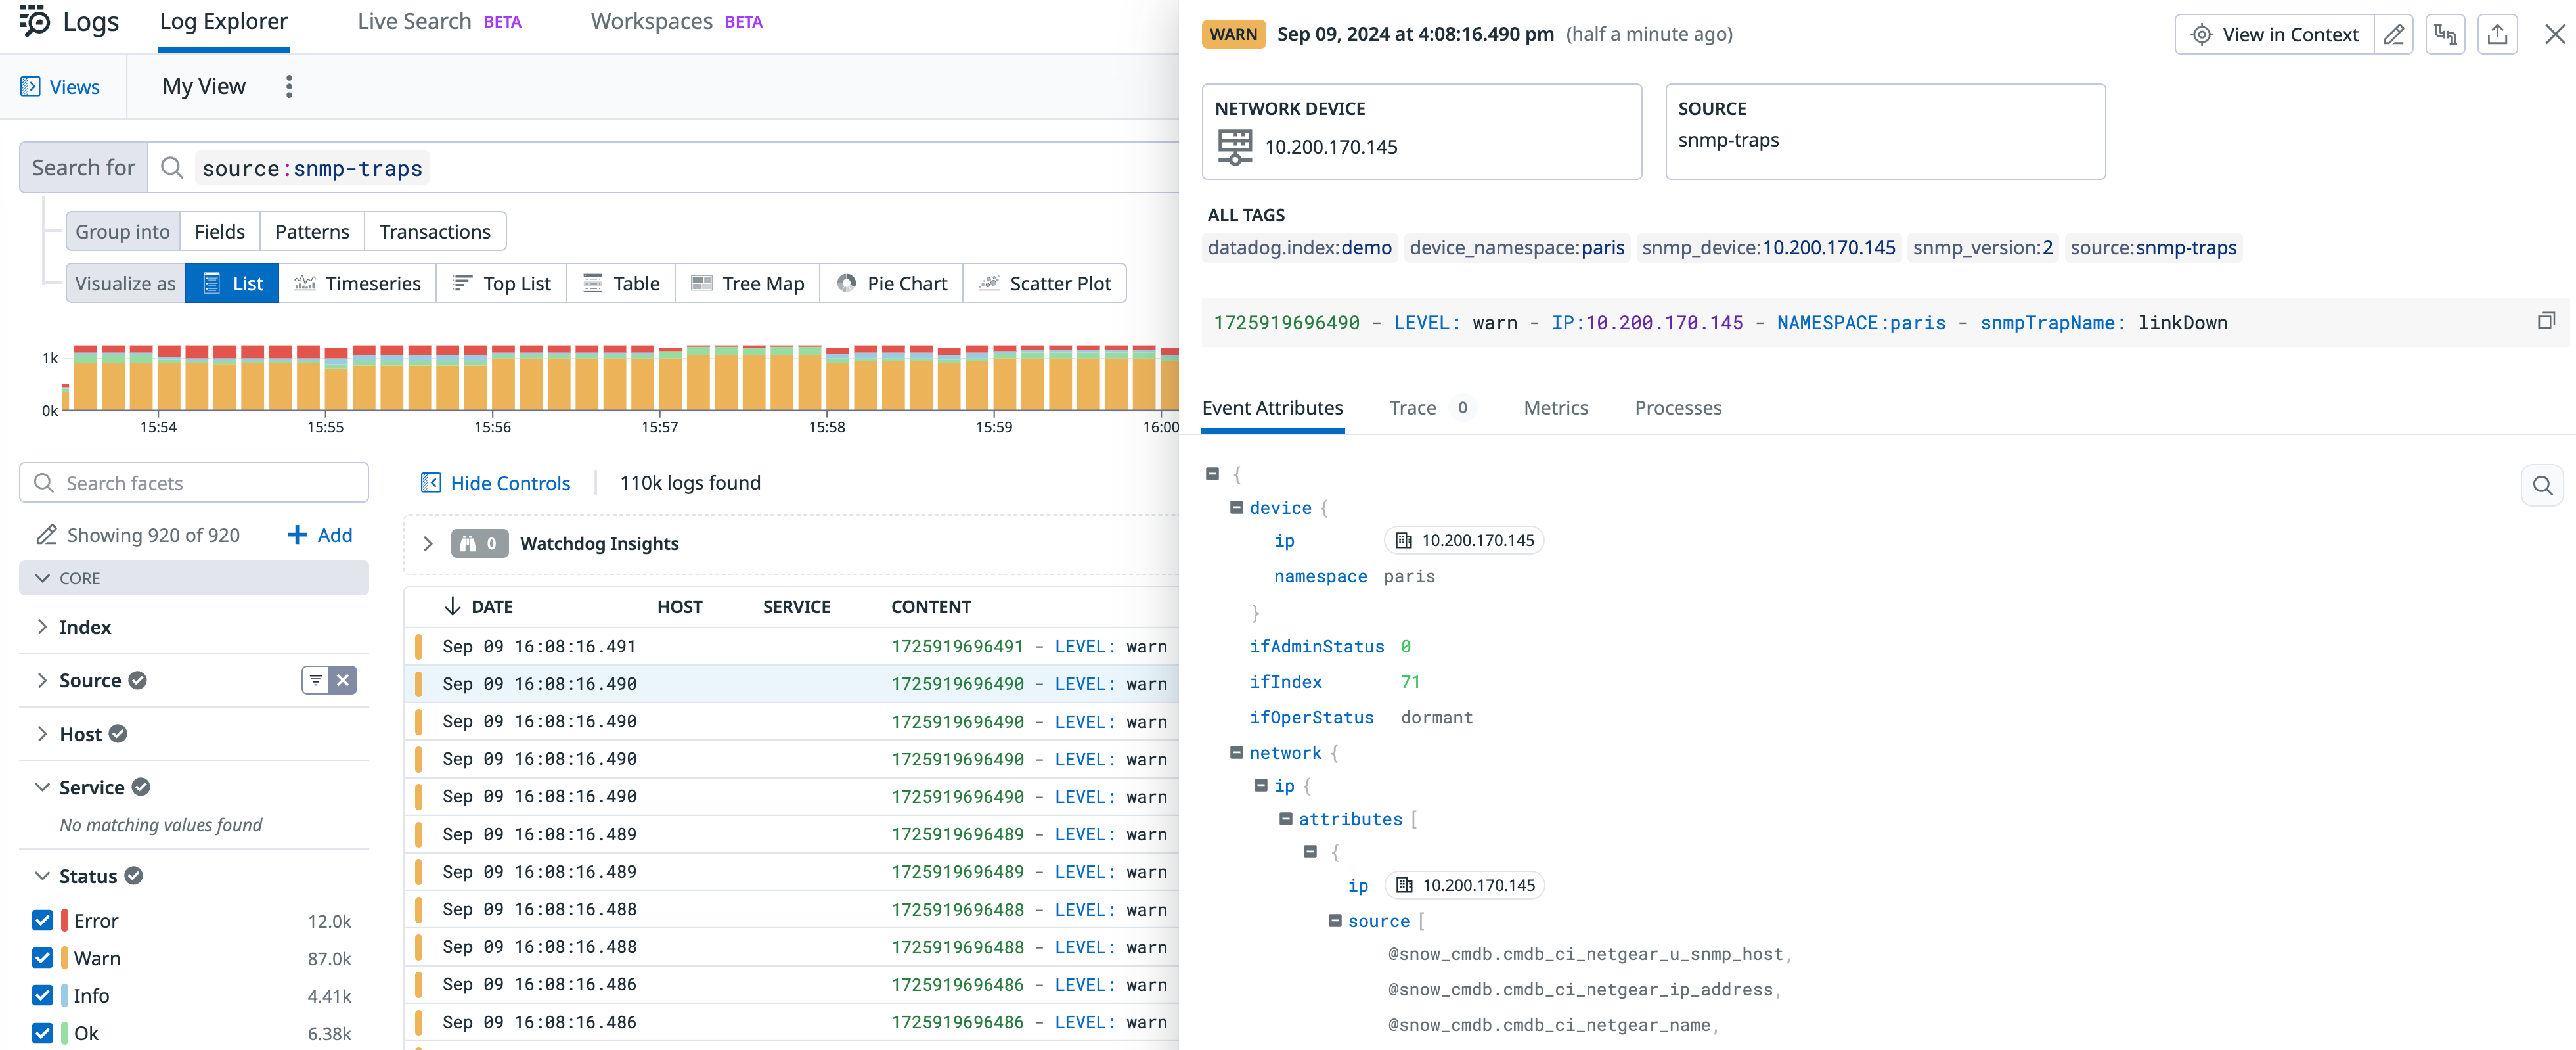 Logs Log Explorer Live Search BETA Workspaces BETA
Views My View
Search for source:snmp-traps
Group into Fields Patterns Transactions
Visualize as List Timeseries Top List Table Tree Map Pie Chart Scatter Plot
1k
0k
15:54 15:55 15:56 15:57 15:58 15:59 16:00
Search facets
Showing 920 of 920 Add
CORE
Index
Source
Host
Service
No matching values found
Status
Error 12.0k
Warn 87.0k
Info 4.41k
Ok 6.38k
Hide Controls 110k logs found
0 Watchdog Insights
DATE HOST SERVICE CONTENT
Sep 09 16:08:16.491 1725919696491 - LEVEL: warn
Sep 09 16:08:16.490 1725919696490 - LEVEL: warn
Sep 09 16:08:16.490 1725919696490 - LEVEL: warn
Sep 09 16:08:16.490 1725919696490 - LEVEL: warn
Sep 09 16:08:16.490 1725919696490 - LEVEL: warn
Sep 09 16:08:16.489 1725919696489 - LEVEL: warn
Sep 09 16:08:16.489 1725919696489 - LEVEL: warn
Sep 09 16:08:16.488 1725919696488 - LEVEL: warn
Sep 09 16:08:16.488 1725919696488 - LEVEL: warn
Sep 09 16:08:16.486 1725919696486 - LEVEL: warn
Sep 09 16:08:16.486 1725919696486 - LEVEL: warn
WARN Sep 09, 2024 at 4:08:16.490 pm (half a minute ago) View in Context
NETWORK DEVICE
10.200.170.145
SOURCE
snmp-traps
ALL TAGS
datadog.index:demo device_namespace:paris snmp_device:10.200.170.145 snmp_version:2 source:snmp-traps
1725919696490 - LEVEL: warn - IP:10.200.170.145 - NAMESPACE:paris - snmpTrapName: linkDown
Event Attributes Trace 0 Metrics Processes
{
device {
ip 10.200.170.145
namespace paris
}
ifAdminStatus 0
ifIndex 71
ifOperStatus dormant
network {
ip {
attributes [
{
ip 10.200.170.145
source [
@snow_cmdb.cmdb_ci_netgear_u_snmp_host,
@snow_cmdb.cmdb_ci_netgear_ip_address,
@snow_cmdb.cmdb_ci_netgear_name,